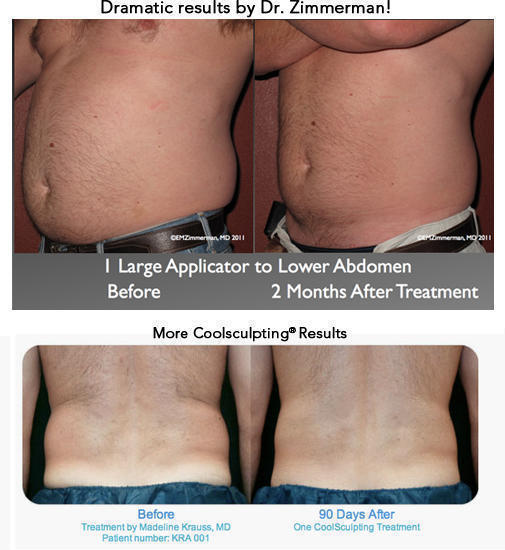 Dramatic results by Dr. Zimmerman!
©EMZimmerman, MD 2011
©EMZimmerman, MD 2011
1 Large Applicator to Lower Abdomen
Before
2 Months After Treatment
More Coolsculpting® Results
Before
Treatment by Madeline Krauss, MD
Patient number: KRA 001
90 Days After
One CoolSculpting Treatment